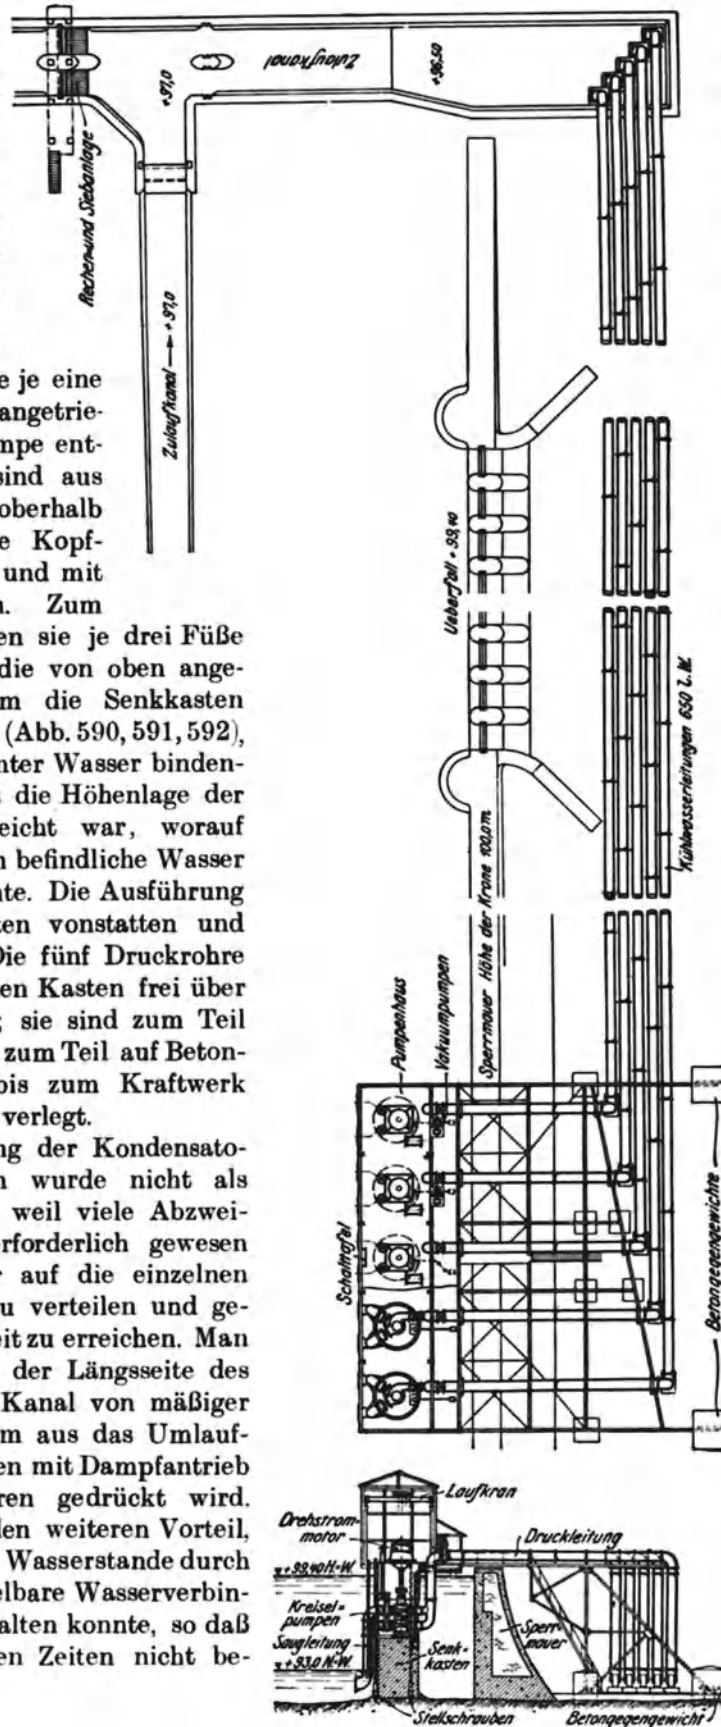 Zulaufkanal
+97,0
+96,50
Rechen und Siebanlage
Zulaufkanal → +97,0
e je eine
angetrie-
mpe ent-
sind aus
oberhalb
e Kopf-
und mit
n. Zum
en sie je drei Füße
die von oben ange-
m die Senkkasten
(Abb. 590, 591, 592),
nter Wasser binden-
s die Höhenlage der
eicht war, worauf
n befindliche Wasser
nte. Die Ausführung
ten vonstatten und
Die fünf Druckrohre
en Kasten frei über
; sie sind zum Teil
zum Teil auf Beton-
bis zum Kraftwerk
verlegt.
ng der Kondensato-
n wurde nicht als
weil viele Abzwei-
erforderlich gewesen
r auf die einzelnen
zu verteilen und ge-
eit zu erreichen. Man
der Längsseite des
Kanal von mäßiger
m aus das Umlauf-
en mit Dampfantrieb
ren gedrückt wird.
den weiteren Vorteil,
Wasserstande durch
elbare Wasserverbin-
alten konnte, so daß
en Zeiten nicht be-
Ueberfall + 99,40
Kühlwasserleitungen 650 l.W.
Sperrmauer Höhe der Krone 100,0 m
Pumpenhaus
Vakuumpumpen
Schalttafel
Betongegengewichte
Laufkran
Drehstrom-
motor
Druckleitung
+99,40 H-W.
Kreisel-
pumpen
Saugleitung
+93,0 N-W.
Senk-
kasten
Sperr-
mauer
Stellschrauben
Betongegengewicht